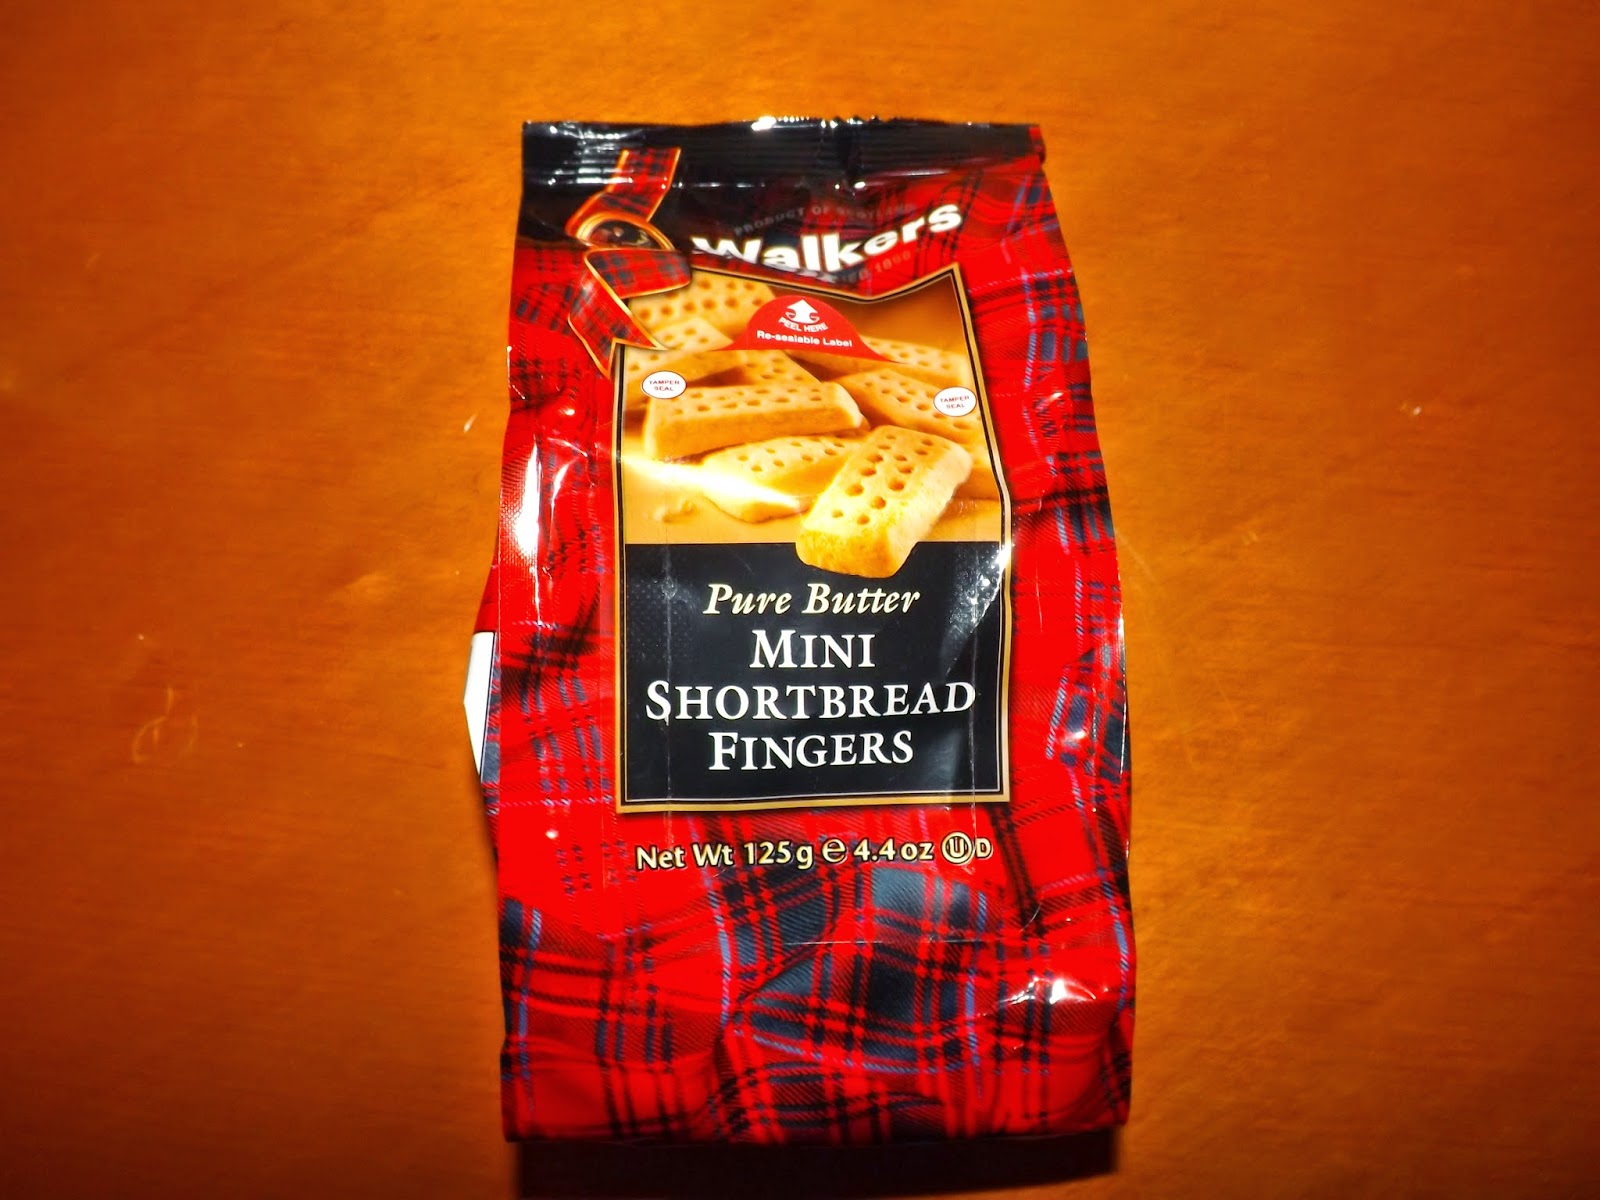 PRODUCT OF SCOTLAND
Walkers
PEEL HERE
Re-sealable Label
TAMPER
SEAL
TAMPER
SEAL
Pure Butter
MINI
SHORTBREAD
FINGERS
Net Wt 125g e 4.4 oz U D